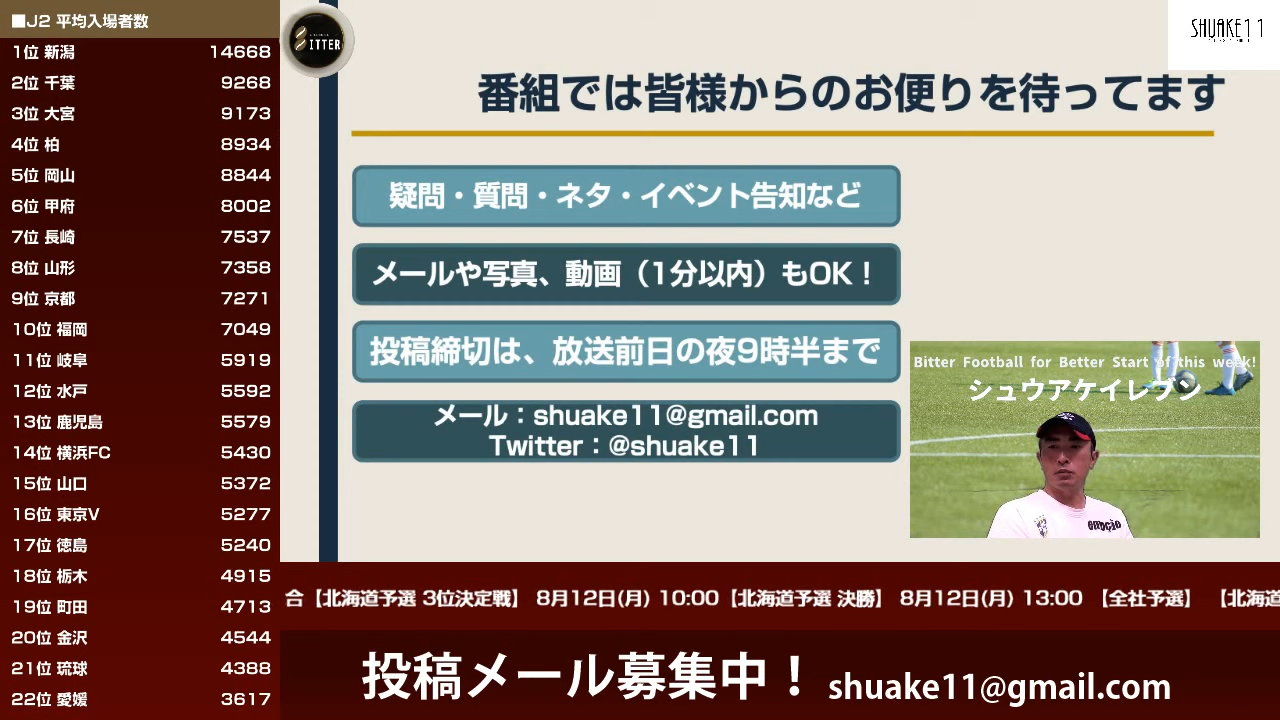 ■J2 平均入場者数
1位 新潟 14668
2位 千葉 9268
3位 大宮 9173
4位 柏 8934
5位 岡山 8844
6位 甲府 8002
7位 長崎 7537
8位 山形 7358
9位 京都 7271
10位 福岡 7049
11位 岐阜 5919
12位 水戸 5592
13位 鹿児島 5579
14位 横浜FC 5430
15位 山口 5372
16位 東京V 5277
17位 徳島 5240
18位 栃木 4915
19位 町田 4713
20位 金沢 4544
21位 琉球 4388
22位 愛媛 3617
ITTER
SHUAKE11
番組では皆様からのお便りを待ってます
疑問・質問・ネタ・イベント告知など
メールや写真、動画（1分以内）もOK！
投稿締切は、放送前日の夜9時半まで
メール：shuake11@gmail.com
Twitter：@shuake11
Bitter Football for Better Start of this week!
シュウアケイレブン
合【北海道予選 3位決定戦】 8月12日(月) 10:00【北海道予選 決勝】 8月12日(月) 13:00 【全社予選】 【北海道
投稿メール募集中！ shuake11@gmail.com